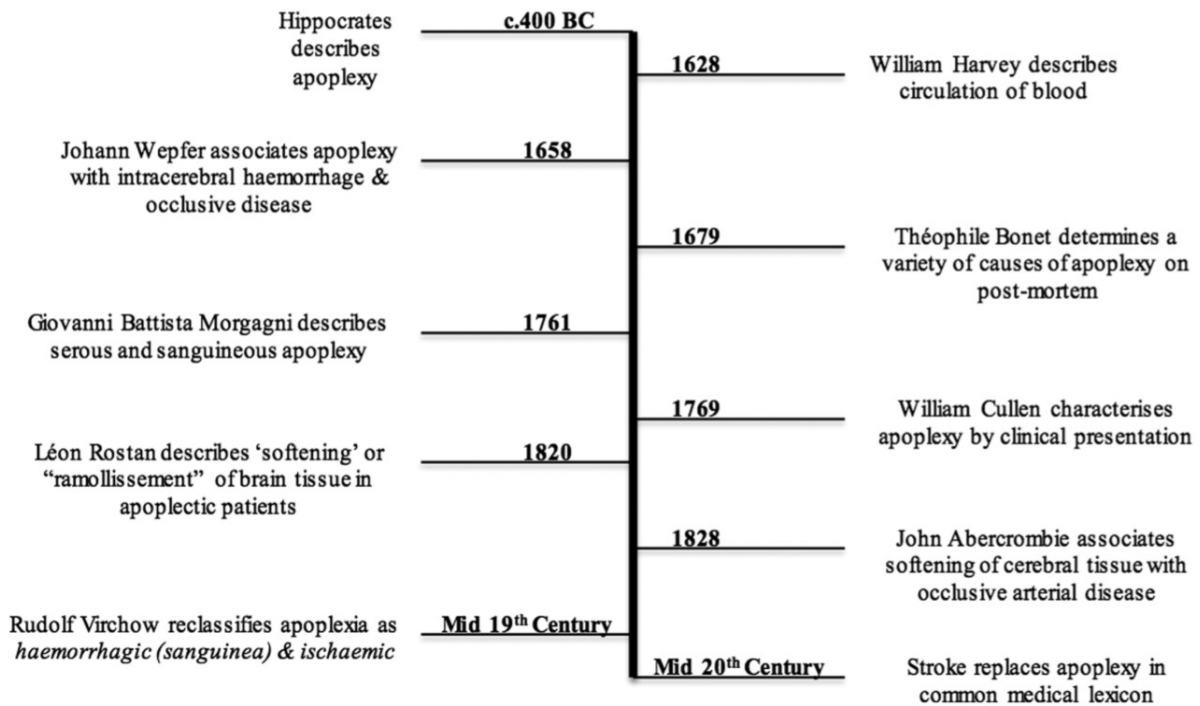 Hippocrates
describes
apoplexy
c.400 BC
1628
William Harvey describes
circulation of blood
Johann Wepfer associates apoplexy
with intracerebral haemorrhage &
occlusive disease
1658
1679
Théophile Bonet determines a
variety of causes of apoplexy on
post-mortem
Giovanni Battista Morgagni describes
serous and sanguineous apoplexy
1761
1769
William Cullen characterises
apoplexy by clinical presentation
Léon Rostan describes ‘softening’ or
“ramollissement” of brain tissue in
apoplectic patients
1820
1828
John Abercrombie associates
softening of cerebral tissue with
occlusive arterial disease
Rudolf Virchow reclassifies apoplexia as
haemorrhagic (sanguinea) & ischaemic
Mid 19th Century
Mid 20th Century
Stroke replaces apoplexy in
common medical lexicon